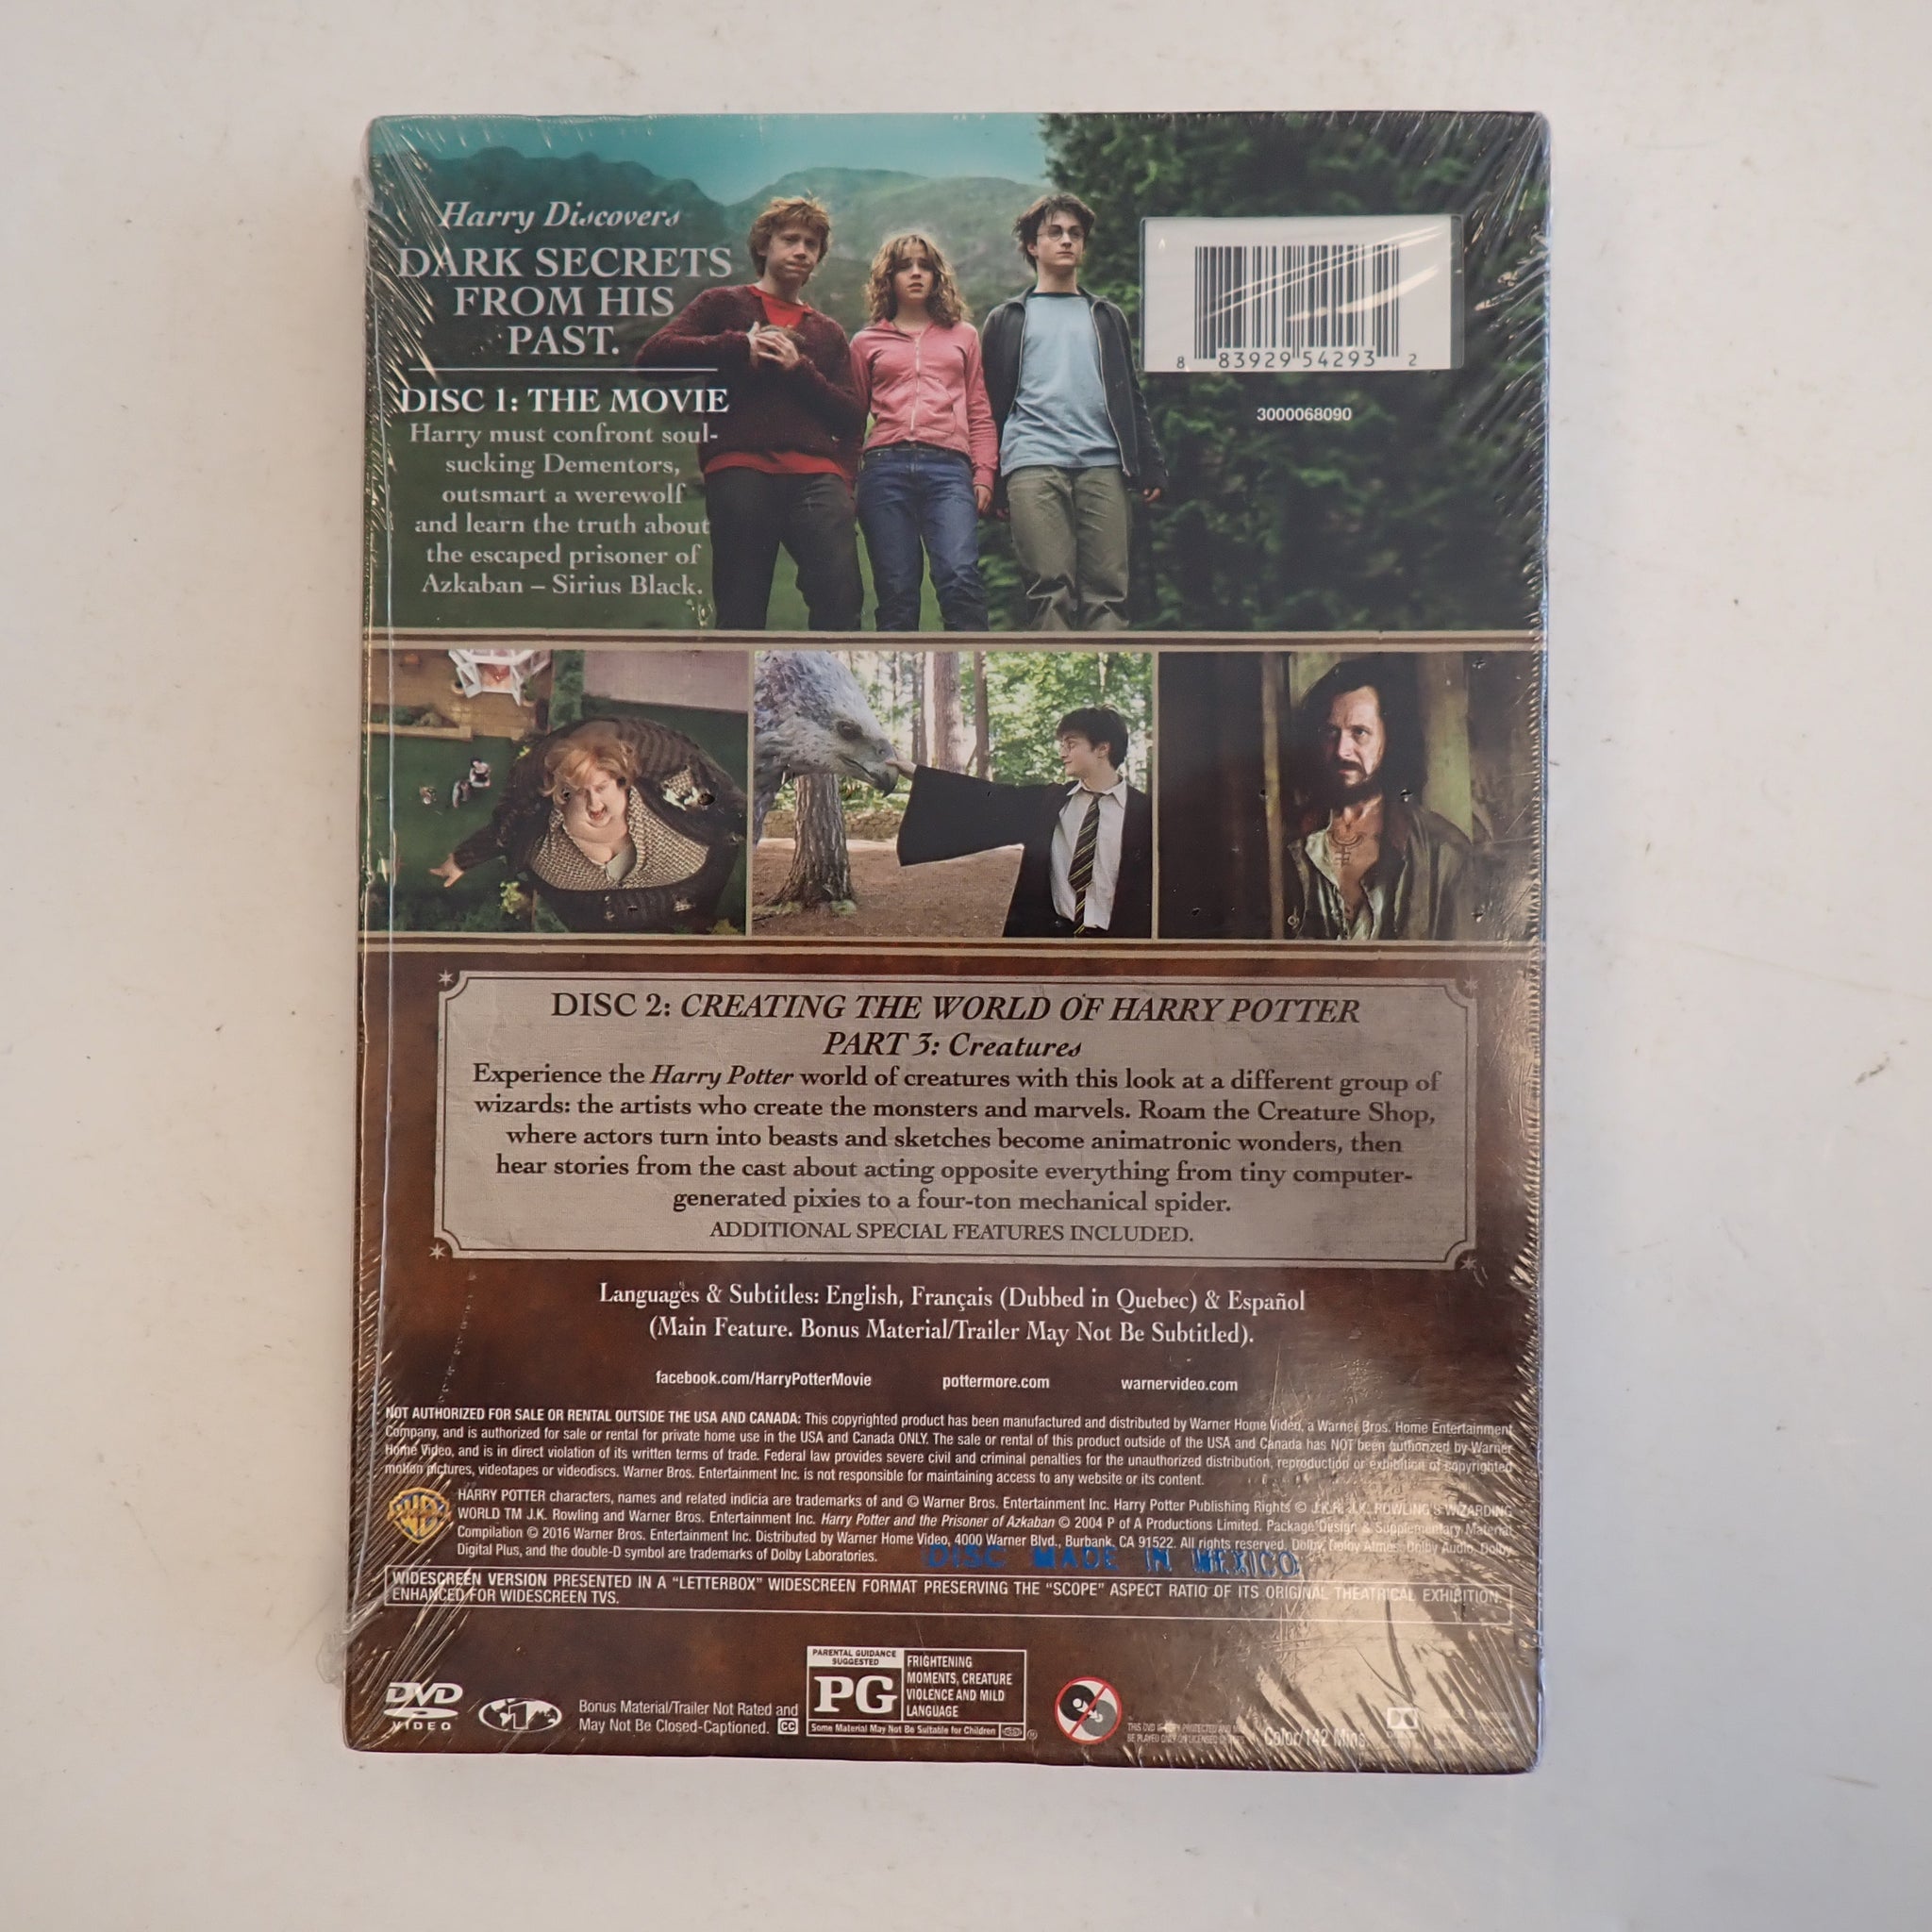 Harry Discovers
DARK SECRETS
FROM HIS
PAST.
DISC 1: THE MOVIE
Harry must confront soul-
sucking Dementors,
outsmart a werewolf
and learn the truth about
the escaped prisoner of
Azkaban – Sirius Black.
8 83929 54293 2
3000068090
DISC 2: CREATING THE WORLD OF HARRY POTTER
PART 3: Creatures
Experience the Harry Potter world of creatures with this look at a different group of
wizards: the artists who create the monsters and marvels. Roam the Creature Shop,
where actors turn into beasts and sketches become animatronic wonders, then
hear stories from the cast about acting opposite everything from tiny computer-
generated pixies to a four-ton mechanical spider.
ADDITIONAL SPECIAL FEATURES INCLUDED.
Languages & Subtitles: English, Français (Dubbed in Quebec) & Español
(Main Feature. Bonus Material/Trailer May Not Be Subtitled).
facebook.com/HarryPotterMovie pottermore.com warnervideo.com
NOT AUTHORIZED FOR SALE OR RENTAL OUTSIDE THE USA AND CANADA: This copyrighted product has been manufactured and distributed by Warner Home Video, a Warner Bros. Home Entertainment
Company, and is authorized for sale or rental for private home use in the USA and Canada ONLY. The sale or rental of this product outside of the USA and Canada has NOT been authorized by Warner
Home Video, and is in direct violation of its written terms of trade. Federal law provides severe civil and criminal penalties for the unauthorized distribution, reproduction or exhibition of copyrighted
motion pictures, videotapes or videodiscs. Warner Bros. Entertainment Inc. is not responsible for maintaining access to any website or its content.
HARRY POTTER characters, names and related indicia are trademarks of and © Warner Bros. Entertainment Inc. Harry Potter Publishing Rights © J.K.R. J.K. ROWLING'S WIZARDING
WORLD TM J.K. Rowling and Warner Bros. Entertainment Inc. Harry Potter and the Prisoner of Azkaban © 2004 P of A Productions Limited. Package Design & Supplementary Material
Compilation © 2016 Warner Bros. Entertainment Inc. Distributed by Warner Home Video, 4000 Warner Blvd., Burbank, CA 91522. All rights reserved. Dolby, Dolby Atmos, Dolby Audio, Dolby
Digital Plus, and the double-D symbol are trademarks of Dolby Laboratories.
DISC MADE IN MEXICO
WIDESCREEN VERSION PRESENTED IN A “LETTERBOX” WIDESCREEN FORMAT PRESERVING THE “SCOPE” ASPECT RATIO OF ITS ORIGINAL THEATRICAL EXHIBITION.
ENHANCED FOR WIDESCREEN TVS.
DVD
VIDEO
1
Bonus Material/Trailer Not Rated and
May Not Be Closed-Captioned. CC
PARENTAL GUIDANCE
SUGGESTED
PG
FRIGHTENING
MOMENTS, CREATURE
VIOLENCE AND MILD
LANGUAGE
Some Material May Not Be Suitable for Children
®
THIS DVD IS COPY PROTECTED AND
BE PLAYED ONLY ON LICENSED
Color/142 Mins.